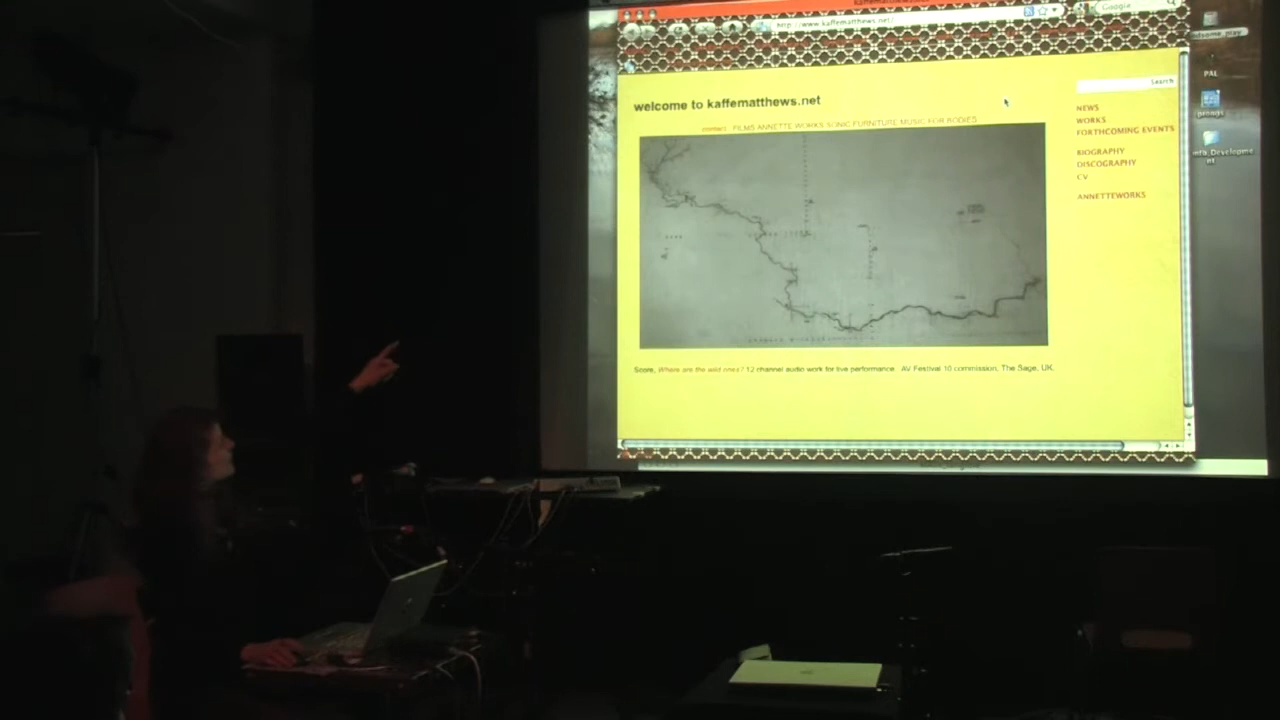 http://www.kaffematthews.net/
Google
PAL
Search
welcome to kaffematthews.net
contact FILMS ANNETTE WORKS SONIC FURNITURE MUSIC FOR BODIES
NEWS
WORKS
FORTHCOMING EVENTS
BIOGRAPHY
DISCOGRAPHY
CV
ANNETTEWORKS
Score, Where are the wild ones? 12 channel audio work for live performance. AV Festival 10 commission, The Sage, UK.